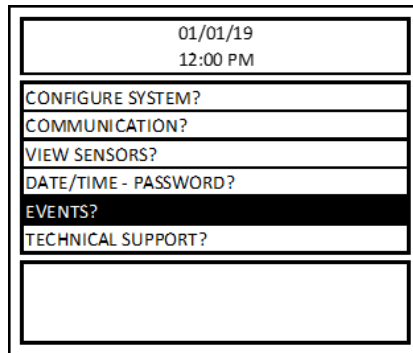 01/01/19
12:00 PM
CONFIGURE SYSTEM?
COMMUNICATION?
VIEW SENSORS?
DATE/TIME - PASSWORD?
EVENTS?
TECHNICAL SUPPORT?